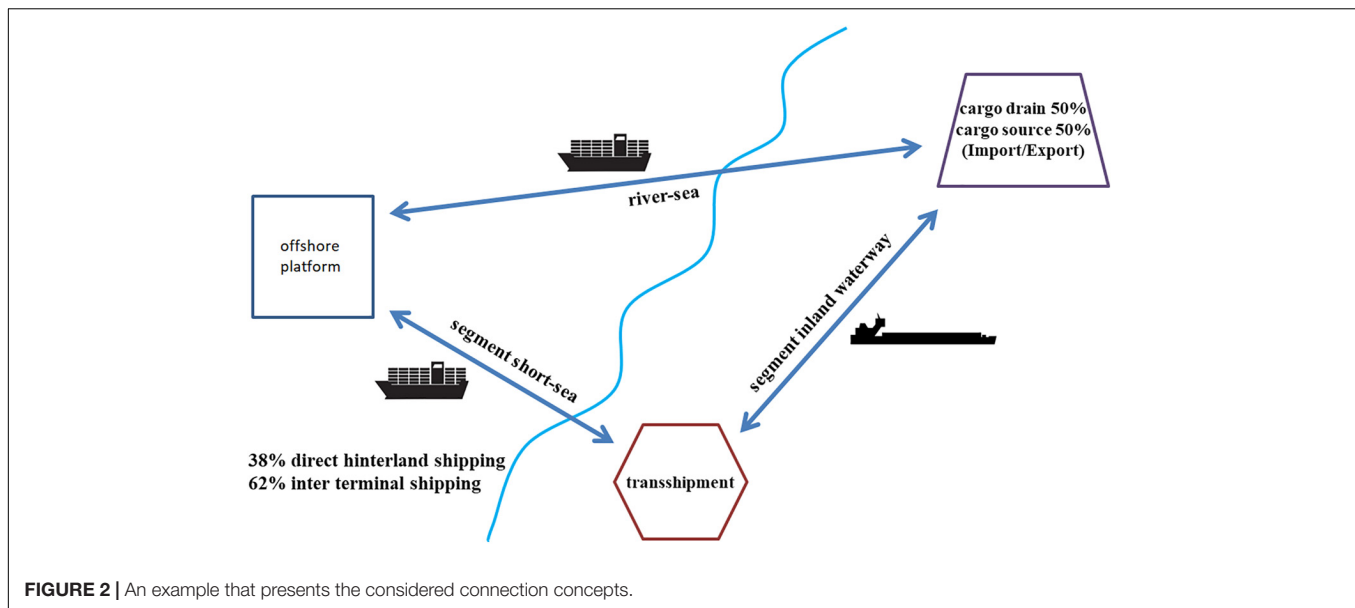 cargo drain 50%
cargo source 50%
(Import/Export)
river-sea
offshore
platform
segment short-sea
segment inland waterway
38% direct hinterland shipping
62% inter terminal shipping
transshipment
FIGURE 2 | An example that presents the considered connection concepts.